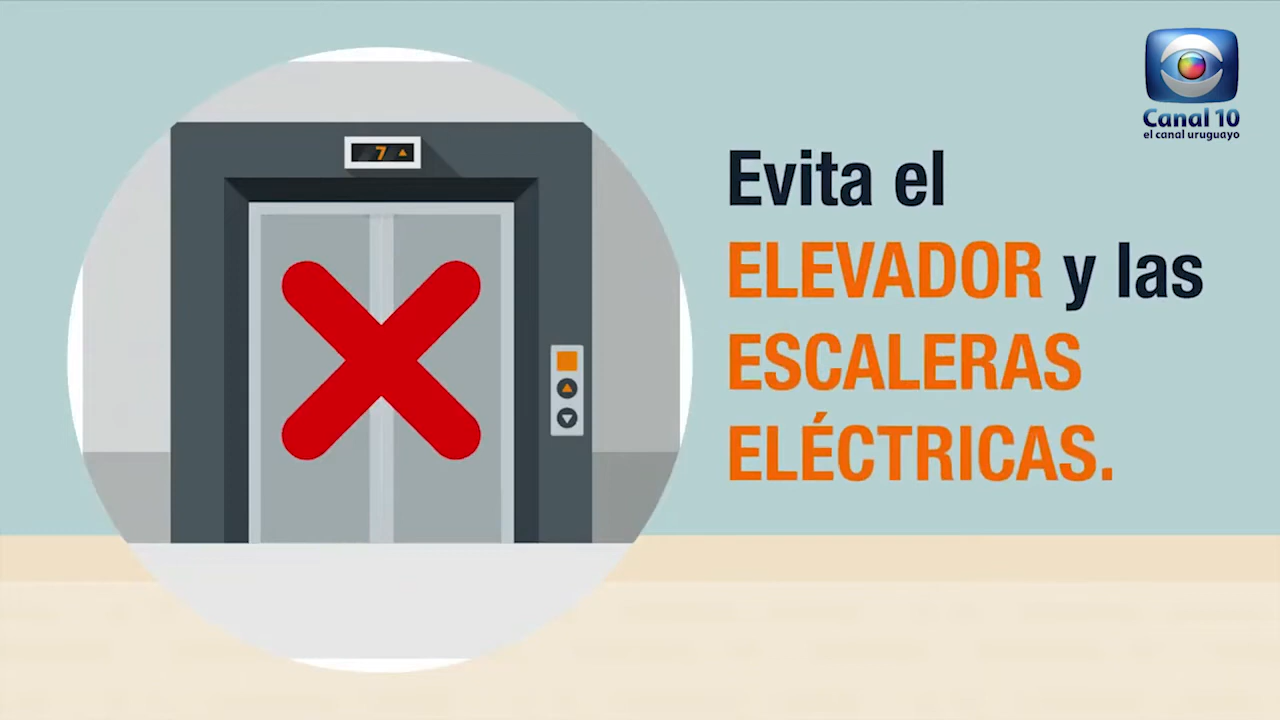 Canal 10
el canal uruguayo
7
Evita el
ELEVADOR y las
ESCALERAS
ELÉCTRICAS.